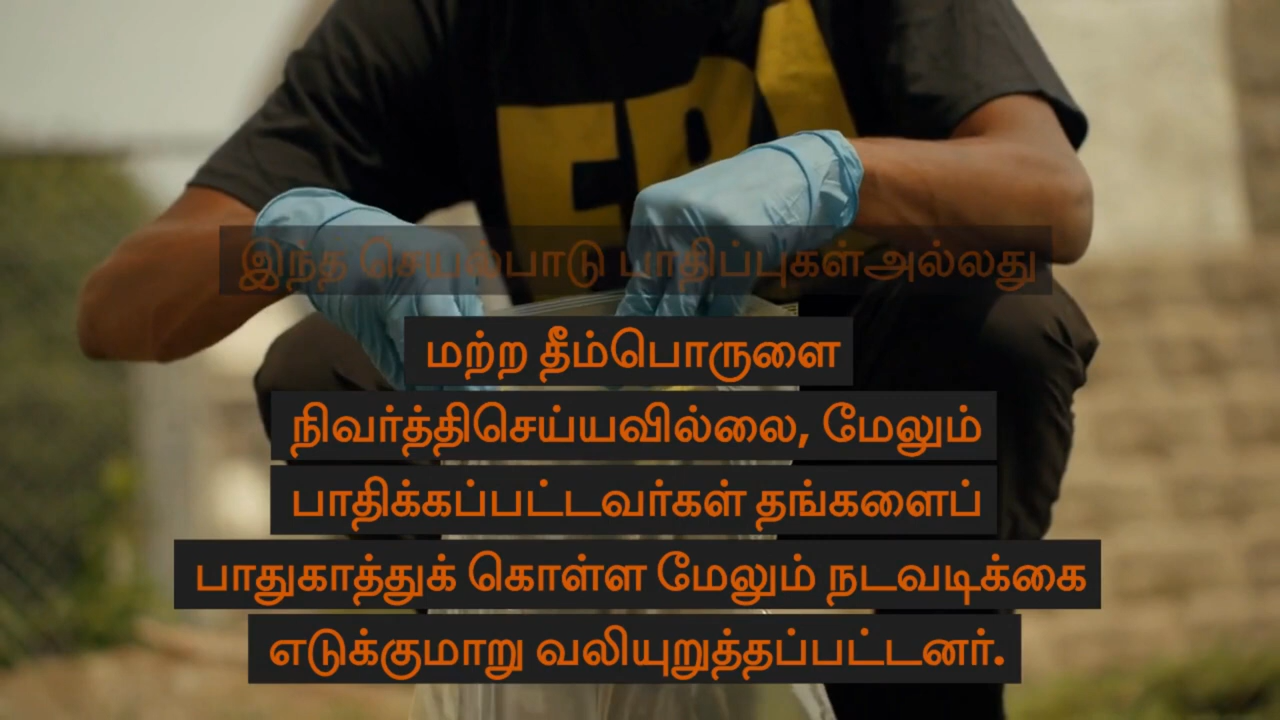 FBI
இந்த செயல்பாடு பாதிப்புகள்அல்லது
மற்ற தீம்பொருளை
நிவர்த்திசெய்யவில்லை, மேலும்
பாதிக்கப்பட்டவர்கள் தங்களைப்
பாதுகாத்துக் கொள்ள மேலும் நடவடிக்கை
எடுக்குமாறு வலியுறுத்தப்பட்டனர்.